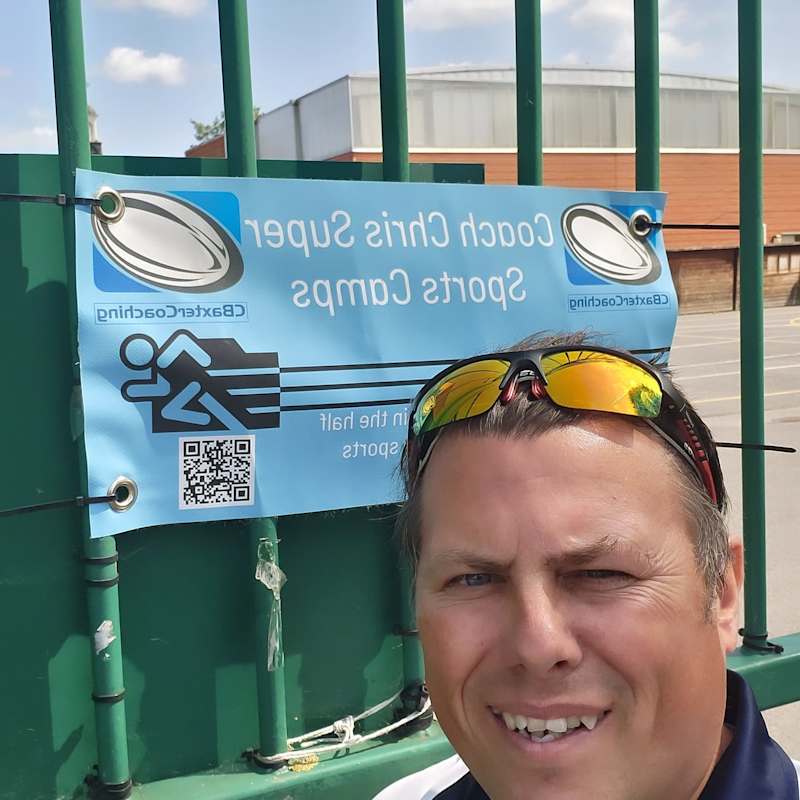 Coach Chris Super
Sports Camps
CBaxterCoaching
CBaxterCoaching
in the half
sports